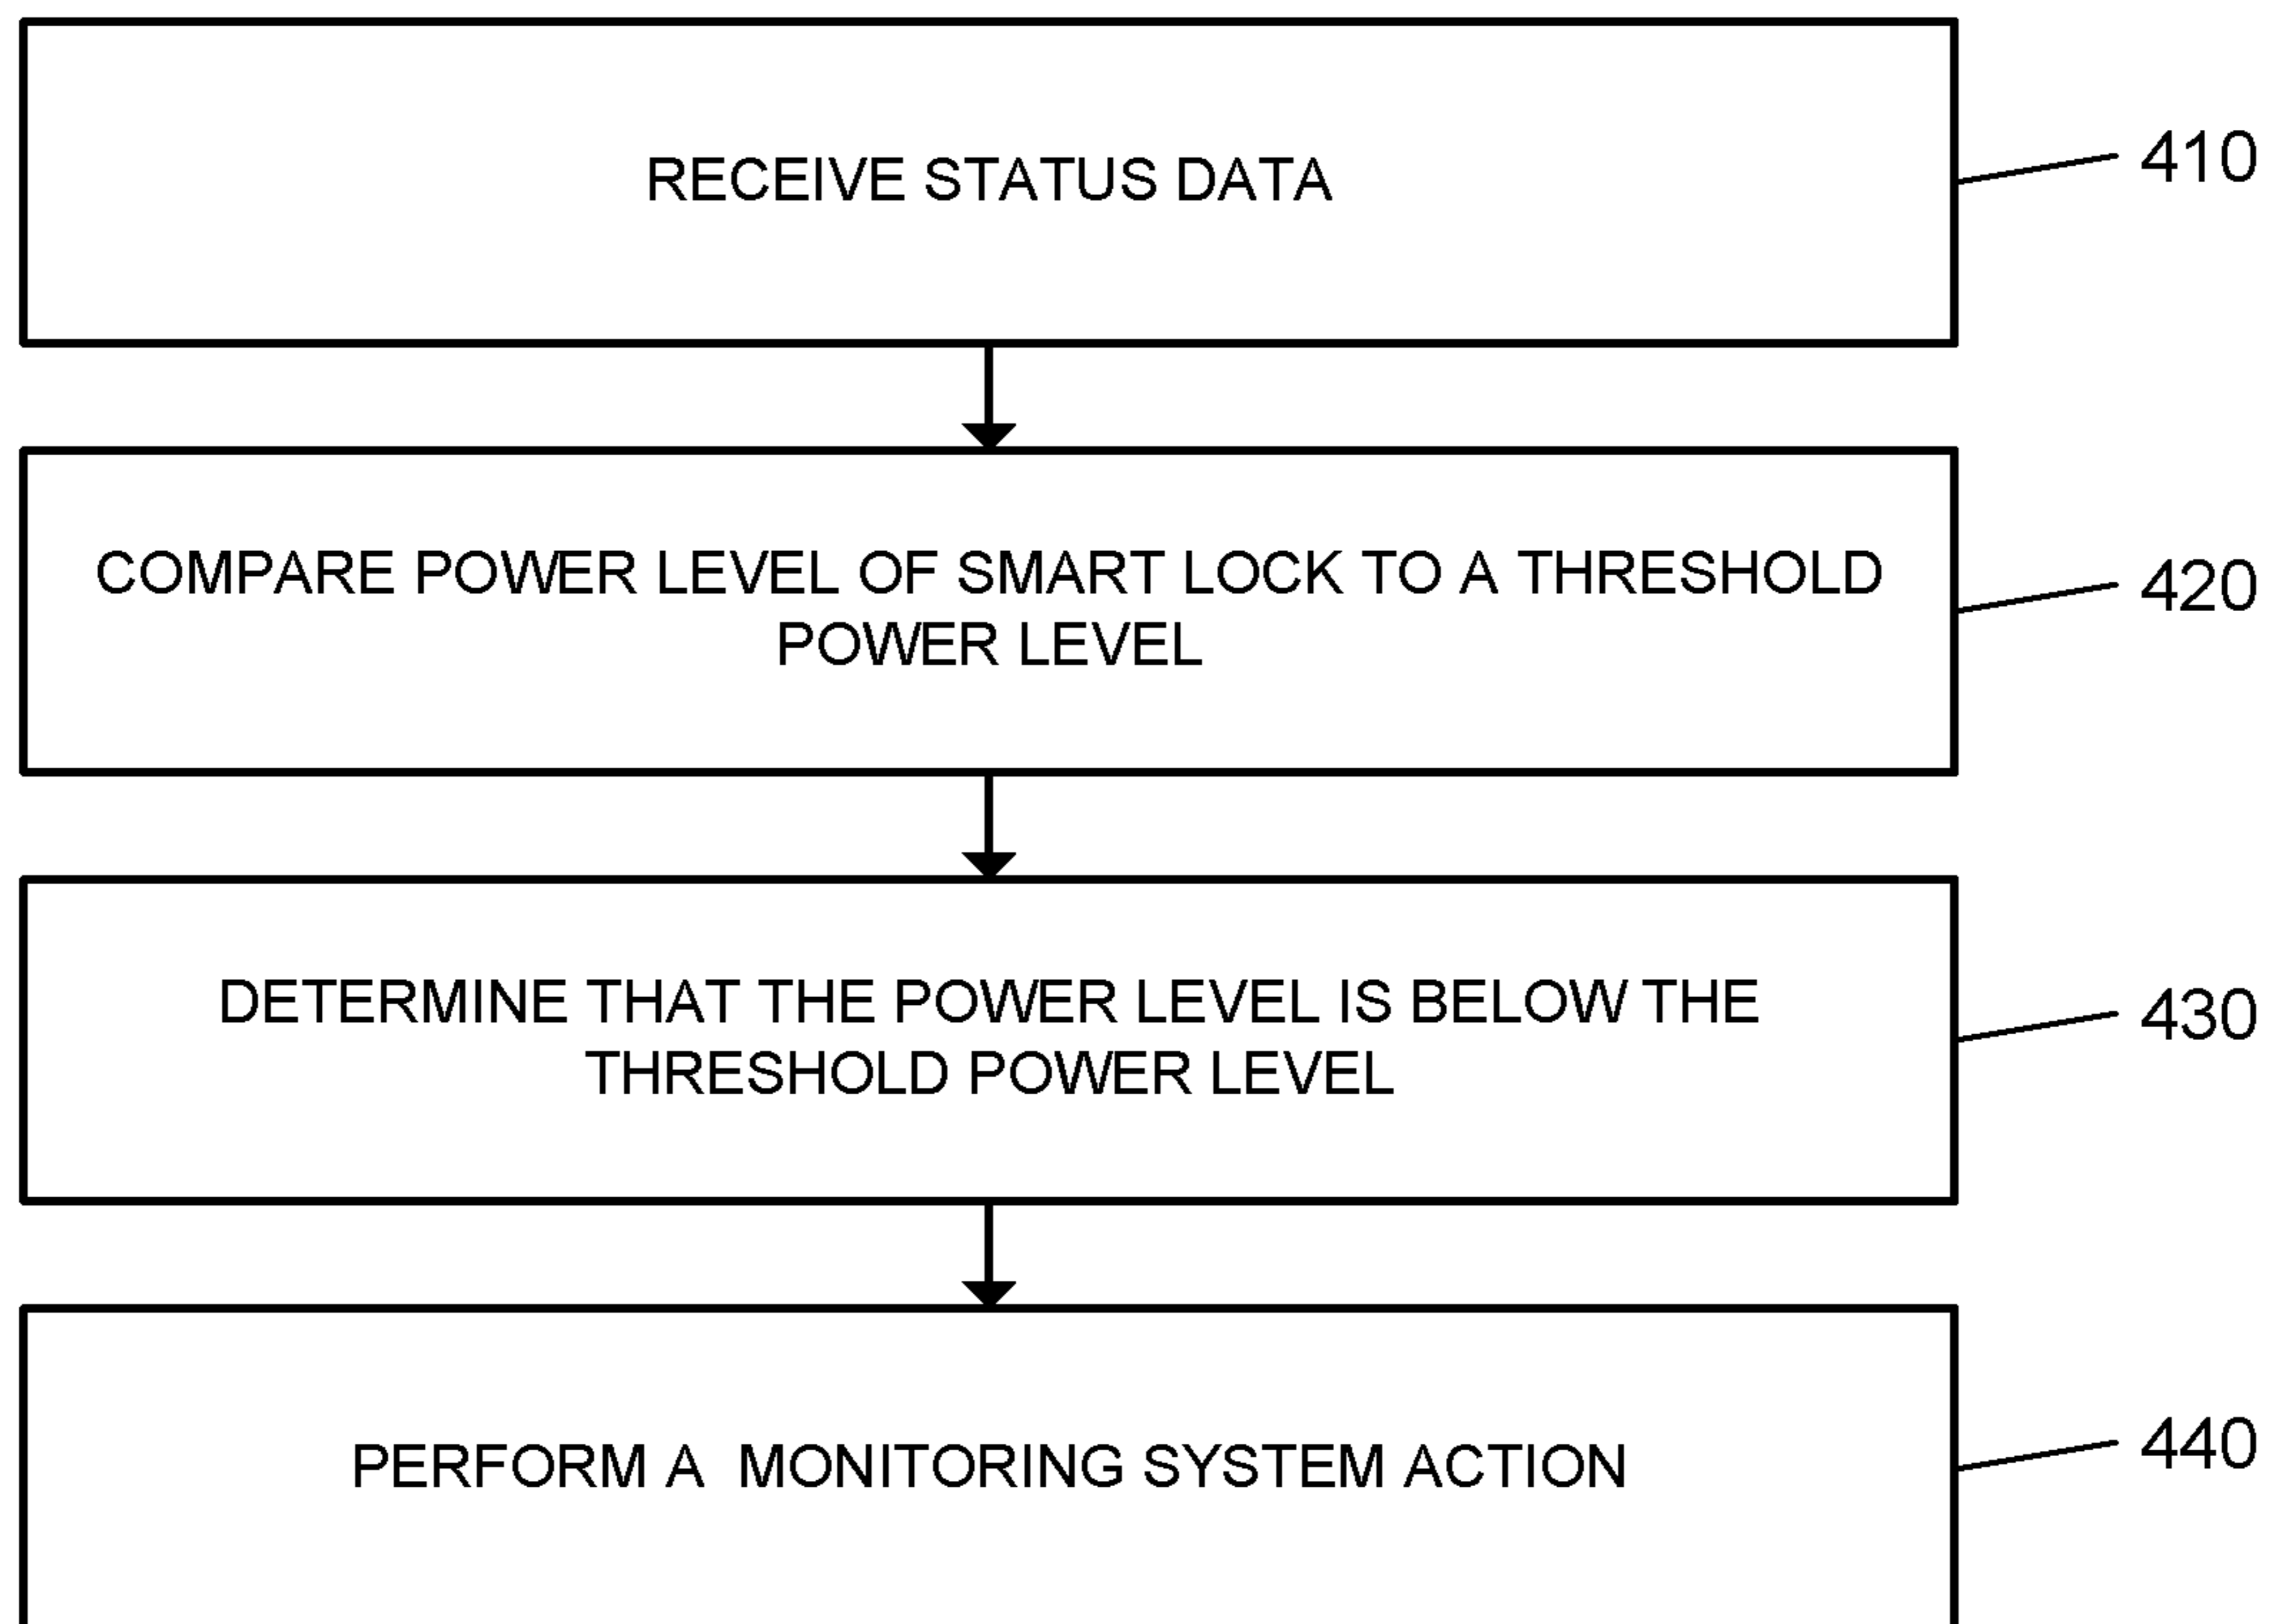 RECEIVE STATUS DATA
410
COMPARE POWER LEVEL OF SMART LOCK TO A THRESHOLD
POWER LEVEL
420
DETERMINE THAT THE POWER LEVEL IS BELOW THE
THRESHOLD POWER LEVEL
430
PERFORM A MONITORING SYSTEM ACTION
440